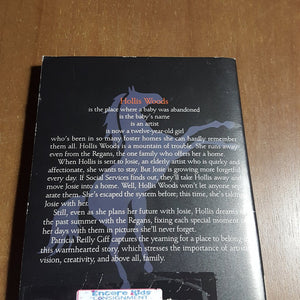 Hollis Woods
is the place where a baby was abandoned
is the baby's name
is an artist
is now a twelve-year-old girl
who's been in so many foster homes she can hardly remember
them all. Hollis Woods is a mountain of trouble. She runs away
even from the Regans, the one family who offers her a home.
When Hollis is sent to Josie, an elderly artist who is quirky and
affectionate, she wants to stay. But Josie is growing more forgetful
every day. If Social Services finds out, they'll take Hollis away and
move Josie into a home. Well, Hollis Woods won't let anyone sep-
arate them. She's escaped the system before; this time, she's taking
Josie with her.
Still, even as she plans her future with Josie, Hollis dreams
the past summer with the Regans, fixing each special moment of
her days with them in pictures she'll never forget.
Patricia Reilly Giff captures the yearning for a place to belong
this warmhearted story, which stresses the importance of artistic
vision, creativity, and above all, family.
Encore Kids
CONSIGNMENT